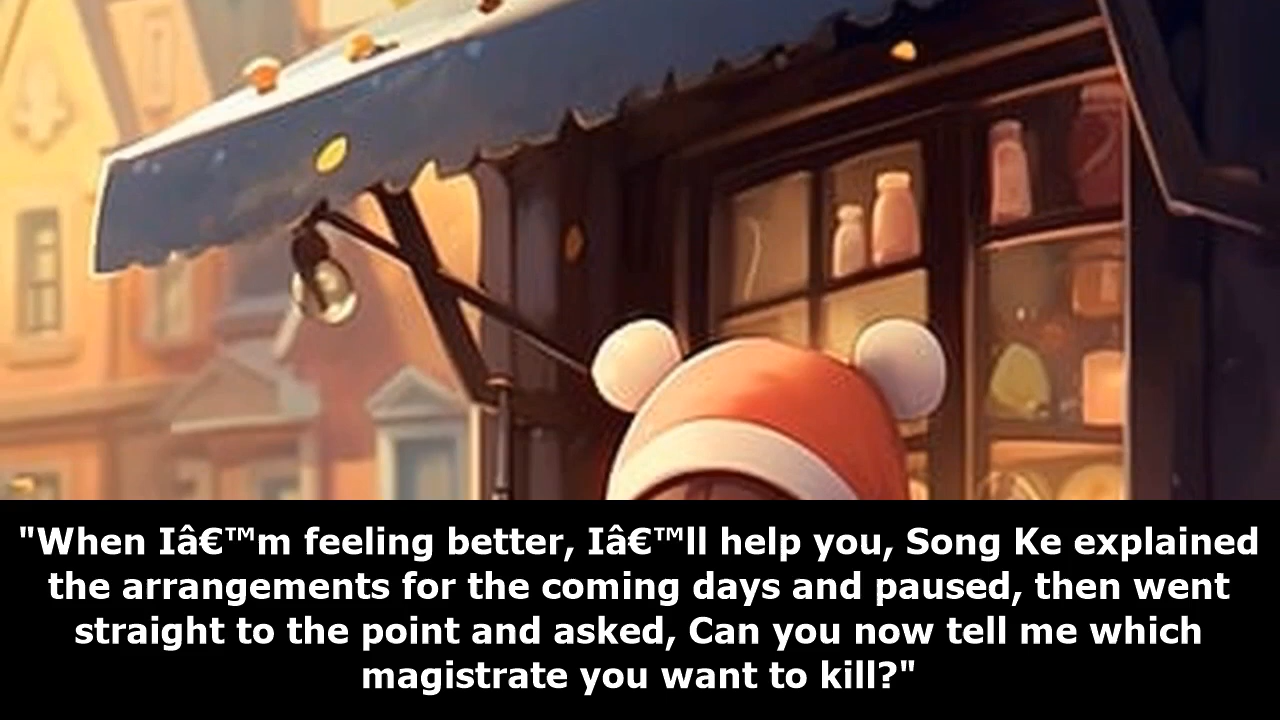 "When Iâ€™m feeling better, Iâ€™ll help you, Song Ke explained
the arrangements for the coming days and paused, then went
straight to the point and asked, Can you now tell me which
magistrate you want to kill?"